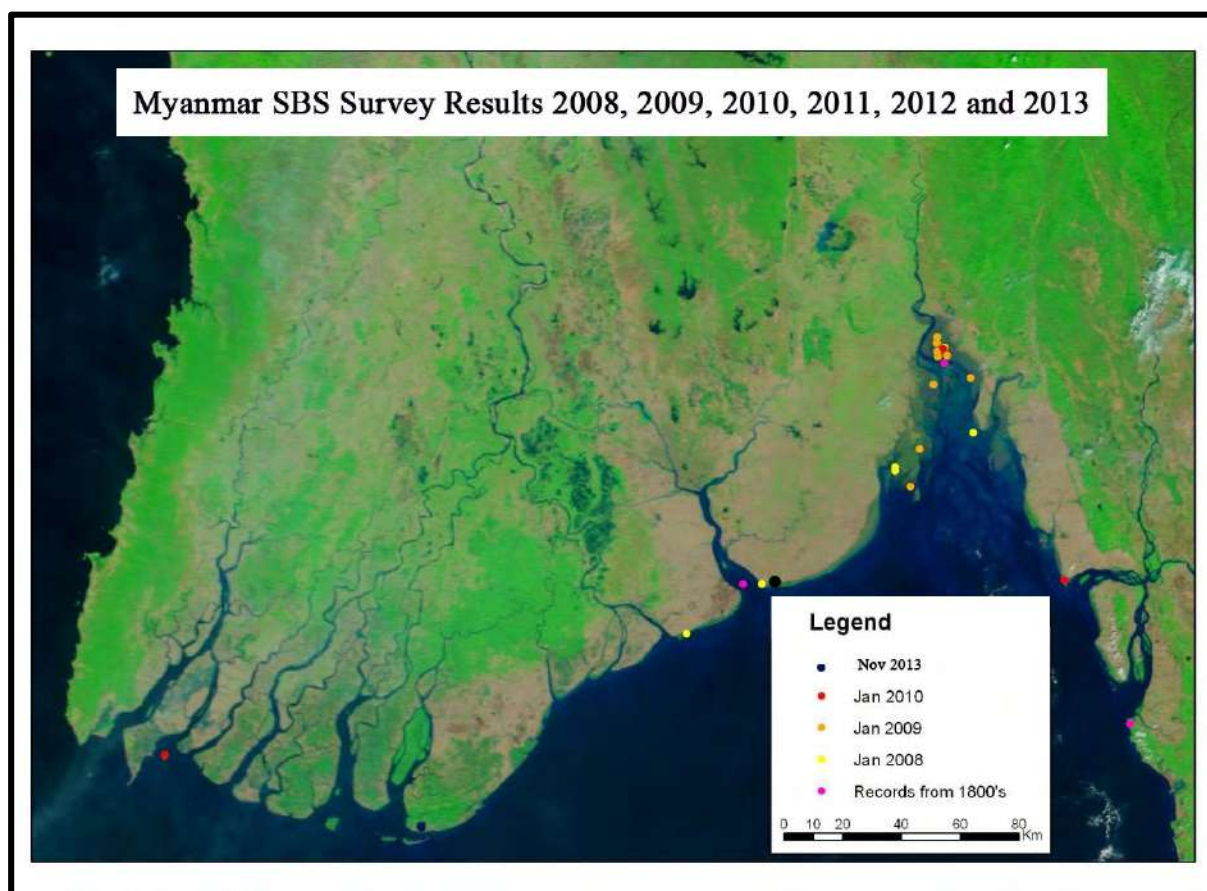 Myanmar SBS Survey Results 2008, 2009, 2010, 2011, 2012 and 2013
Legend
Nov 2013
Jan 2010
Jan 2009
Jan 2008
Records from 1800's
0 10 20 40 60 80
Km